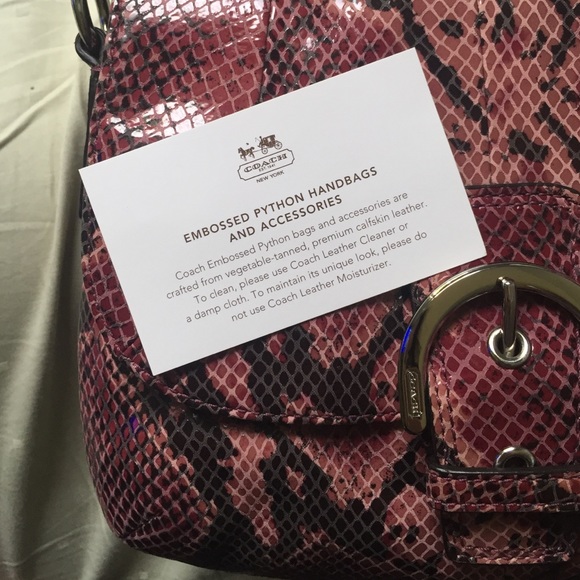 COACH
EST. 1941
NEW YORK
EMBOSSED PYTHON HANDBAGS
AND ACCESSORIES
Coach Embossed Python bags and accessories are
crafted from vegetable-tanned, premium calfskin leather.
To clean, please use Coach Leather Cleaner or
a damp cloth. To maintain its unique look, please do
not use Coach Leather Moisturizer.
COACH